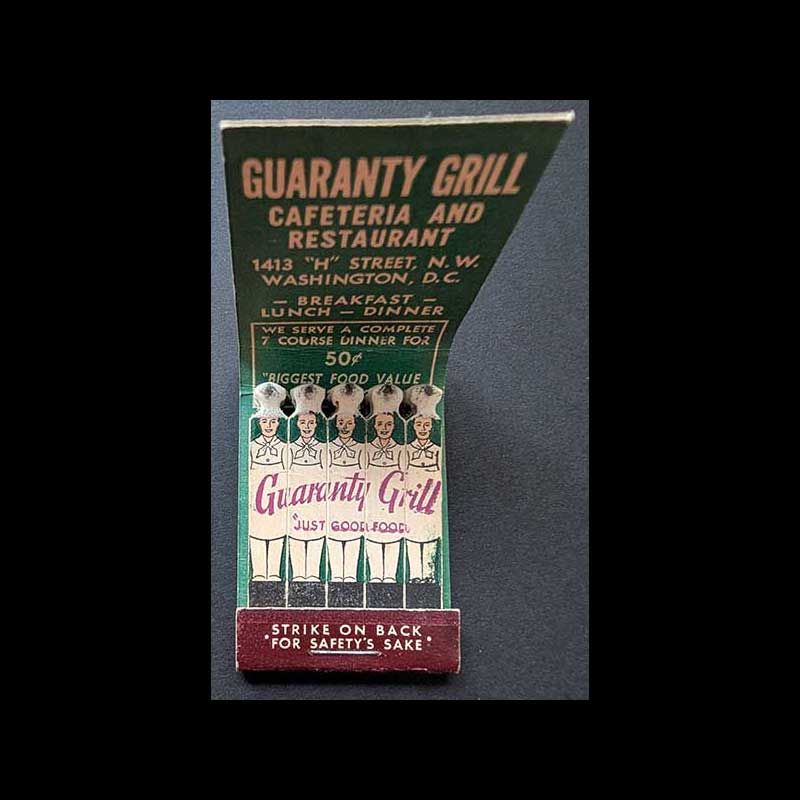 GUARANTY GRILL
CAFETERIA AND
RESTAURANT
1413 "H" STREET, N.W.
WASHINGTON, D.C.
— BREAKFAST —
LUNCH — DINNER
WE SERVE A COMPLETE
7 COURSE DINNER FOR
50¢
"BIGGEST FOOD VALUE
Guaranty Grill
"JUST GOOD FOOD"
•STRIKE ON BACK
FOR SAFETY'S SAKE•